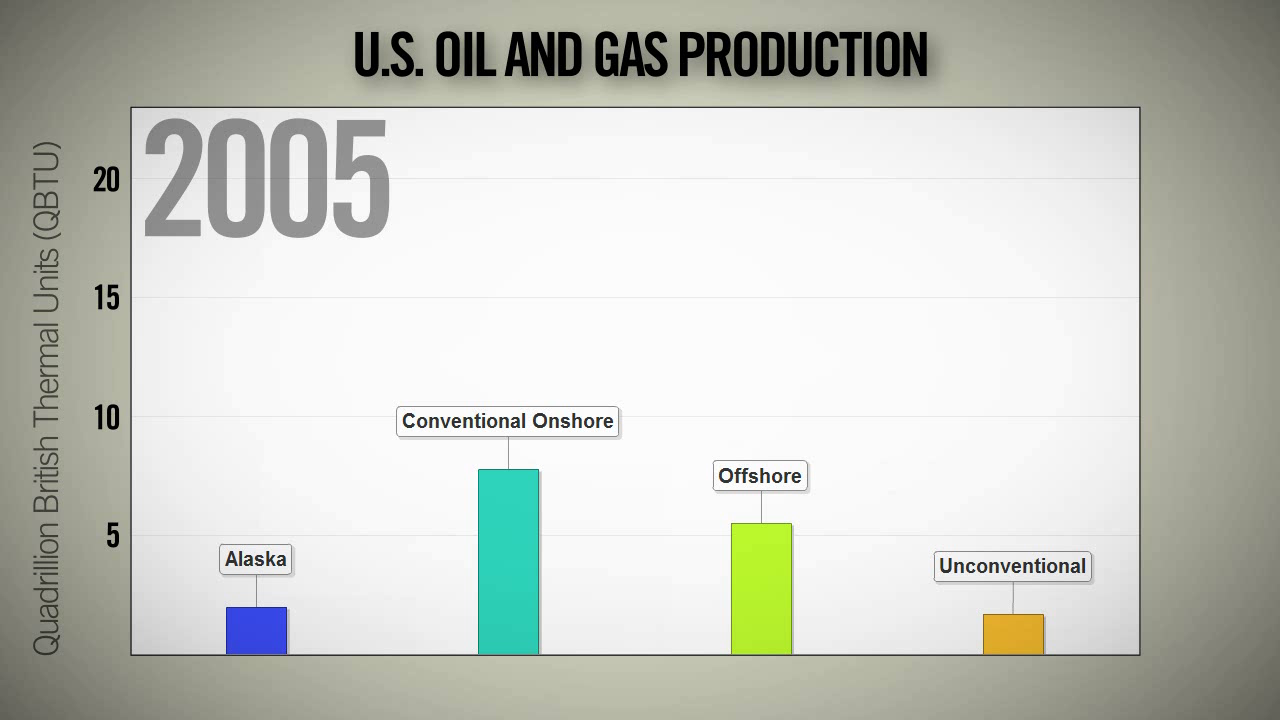 U.S. OIL AND GAS PRODUCTION
2005
Quadrillion British Thermal Units (QBTU)
20
15
10
5
Alaska
Conventional Onshore
Offshore
Unconventional